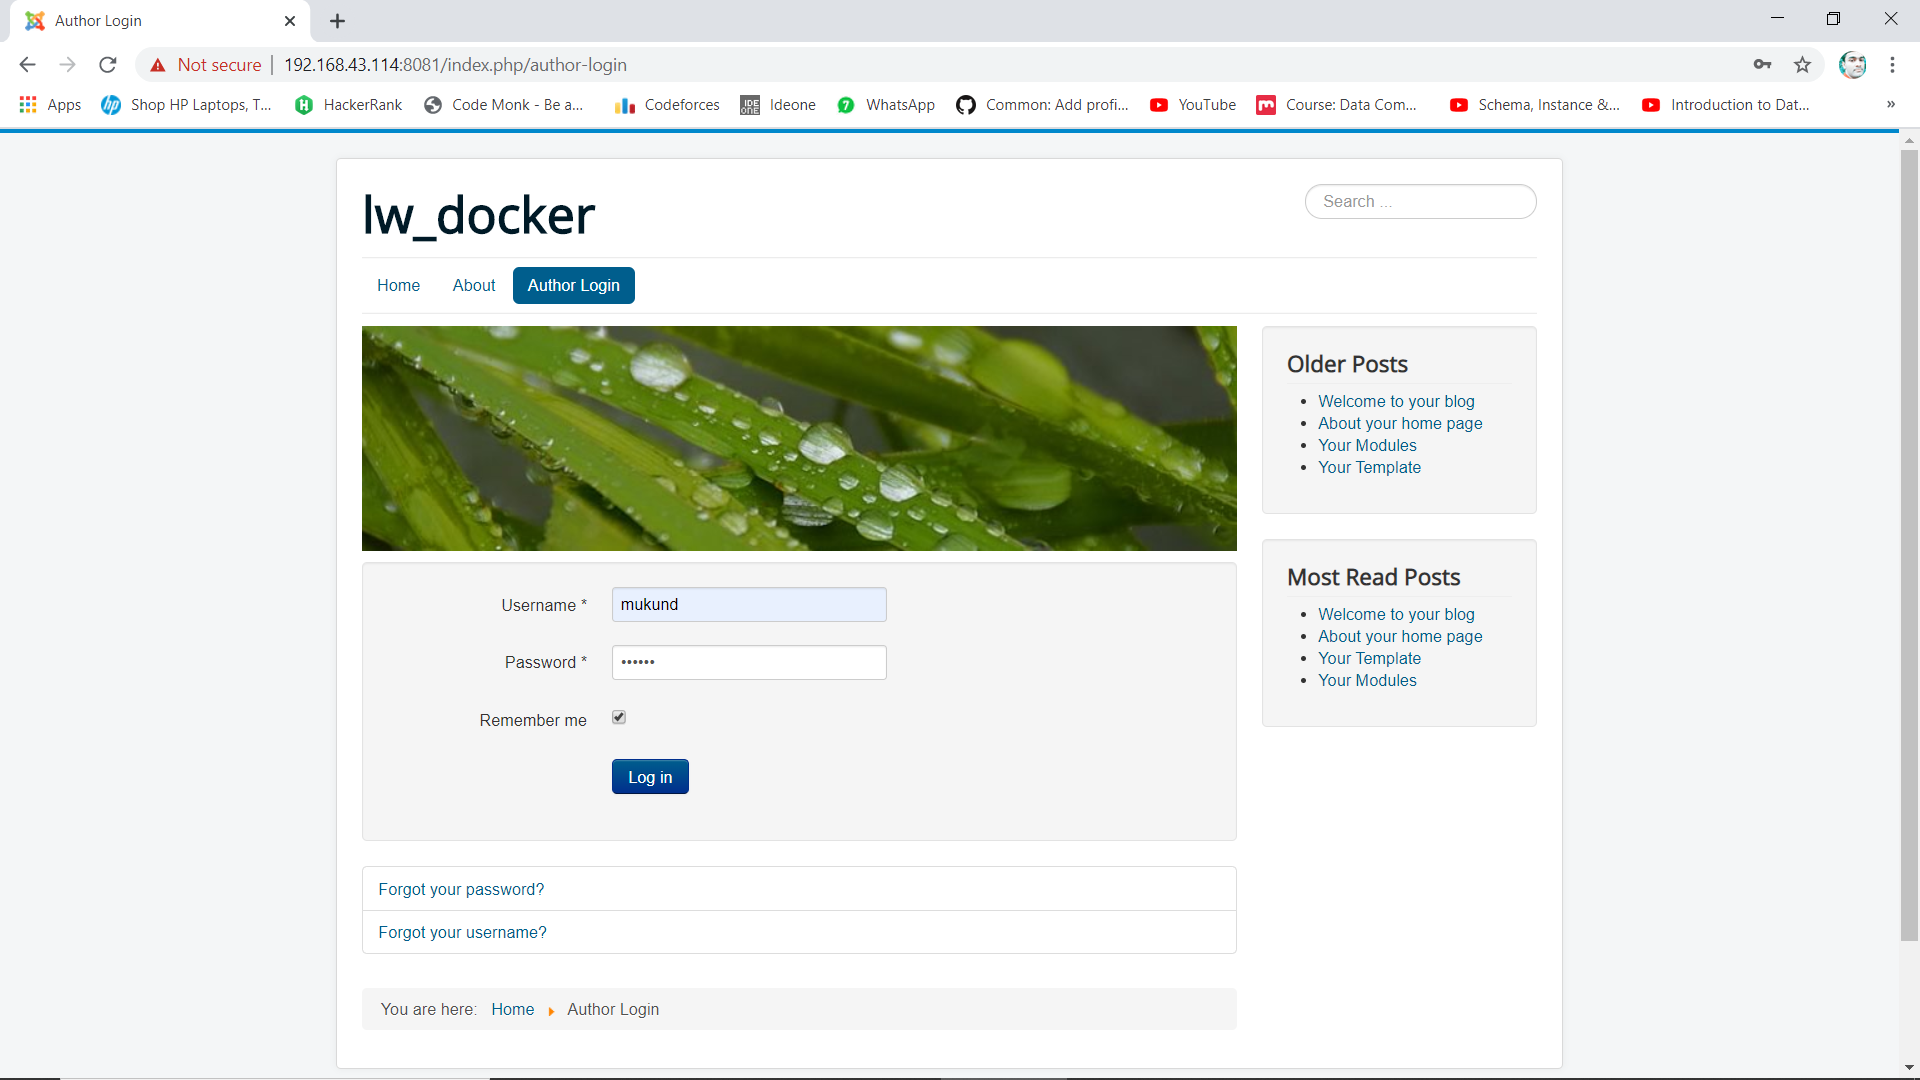 Author Login
Not secure
192.168.43.114:8081/index.php/author-login
Apps
Shop HP Laptops, T...
HackerRank
Code Monk - Be a...
Codeforces
IDE ONE
Ideone
7
WhatsApp
Common: Add profi...
YouTube
m
Course: Data Com...
Schema, Instance &...
Introduction to Dat...
»
lw_docker
Search ...
Home
About
Author Login
Older Posts
Welcome to your blog
About your home page
Your Modules
Your Template
Most Read Posts
Welcome to your blog
About your home page
Your Template
Your Modules
Username *
mukund
Password *
••••••
Remember me
Log in
Forgot your password?
Forgot your username?
You are here: Home Author Login